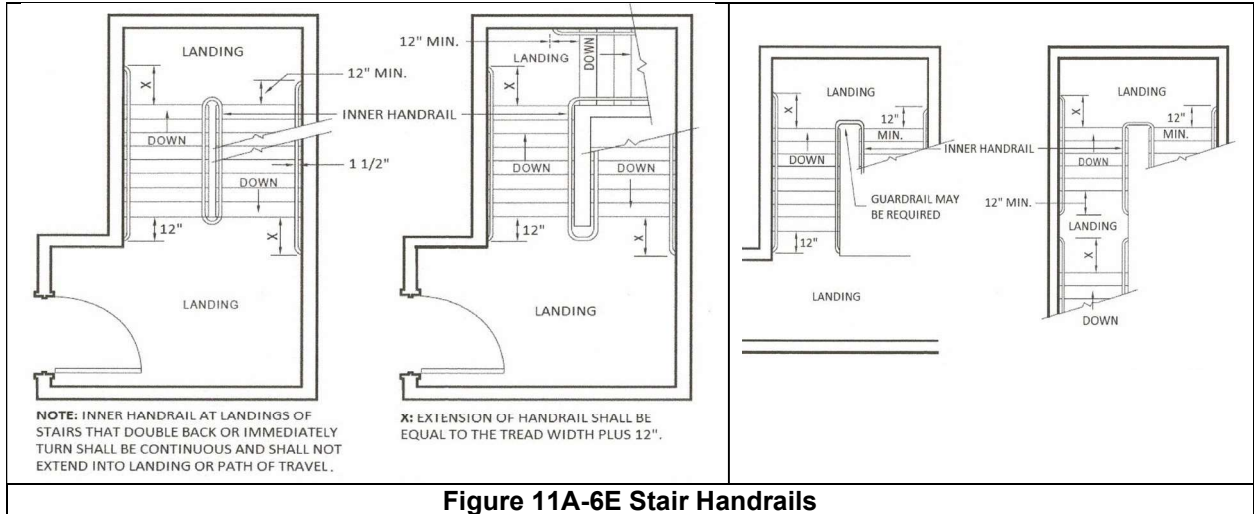 LANDING
X
12" MIN.
INNER HANDRAIL
DOWN
1 1/2"
DOWN
12"
X
LANDING
NOTE: INNER HANDRAIL AT LANDINGS OF
STAIRS THAT DOUBLE BACK OR IMMEDIATELY
TURN SHALL BE CONTINUOUS AND SHALL NOT
EXTEND INTO LANDING OR PATH OF TRAVEL.
12" MIN.
LANDING
DOWN
X
DOWN
DOWN
12"
X
LANDING
X: EXTENSION OF HANDRAIL SHALL BE
EQUAL TO THE TREAD WIDTH PLUS 12".
LANDING
X
12"
MIN.
DOWN
INNER HANDRAIL
GUARDRAIL MAY
BE REQUIRED
12"
LANDING
LANDING
X
12"
MIN.
DOWN
12" MIN.
LANDING
X
DOWN
Figure 11A-6E Stair Handrails